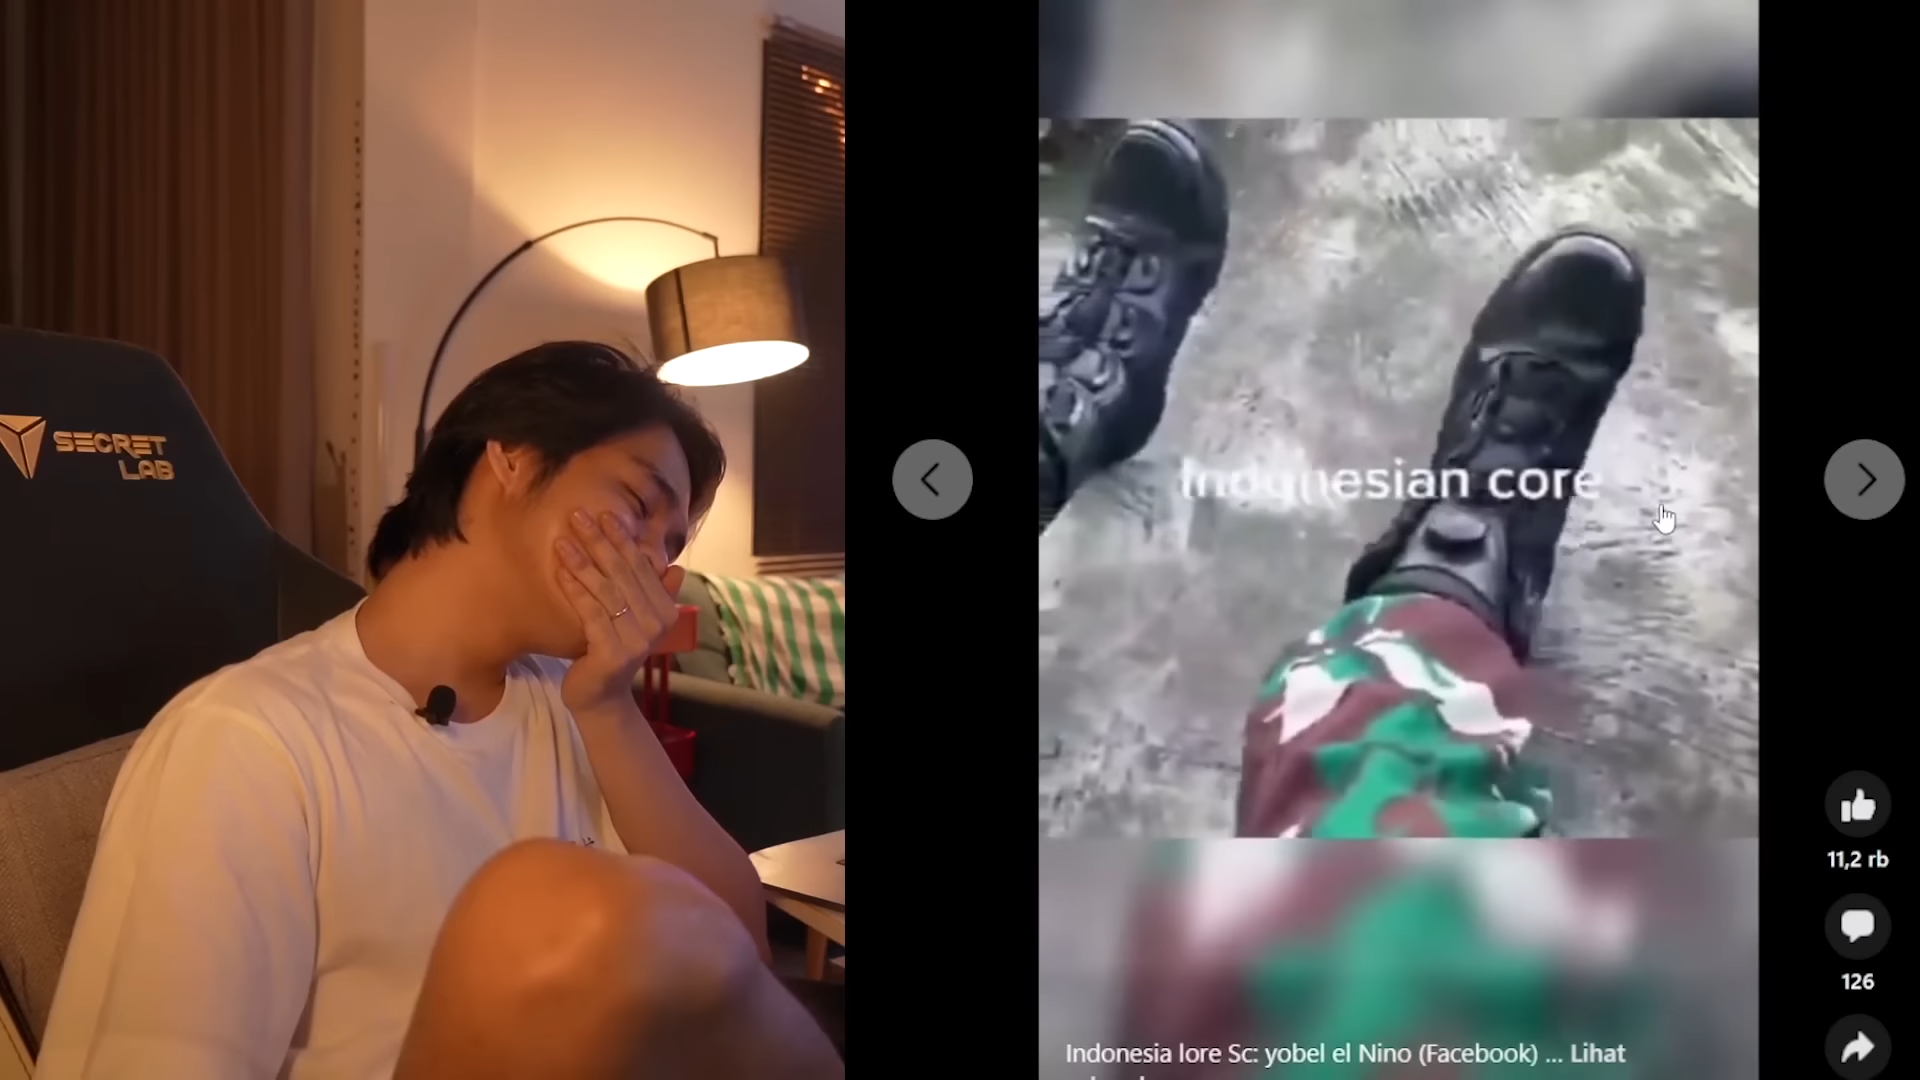 SECRET
LAB
Indonesian core
11,2 rb
126
Indonesia lore Sc: yobel el Nino (Facebook) ... Lihat